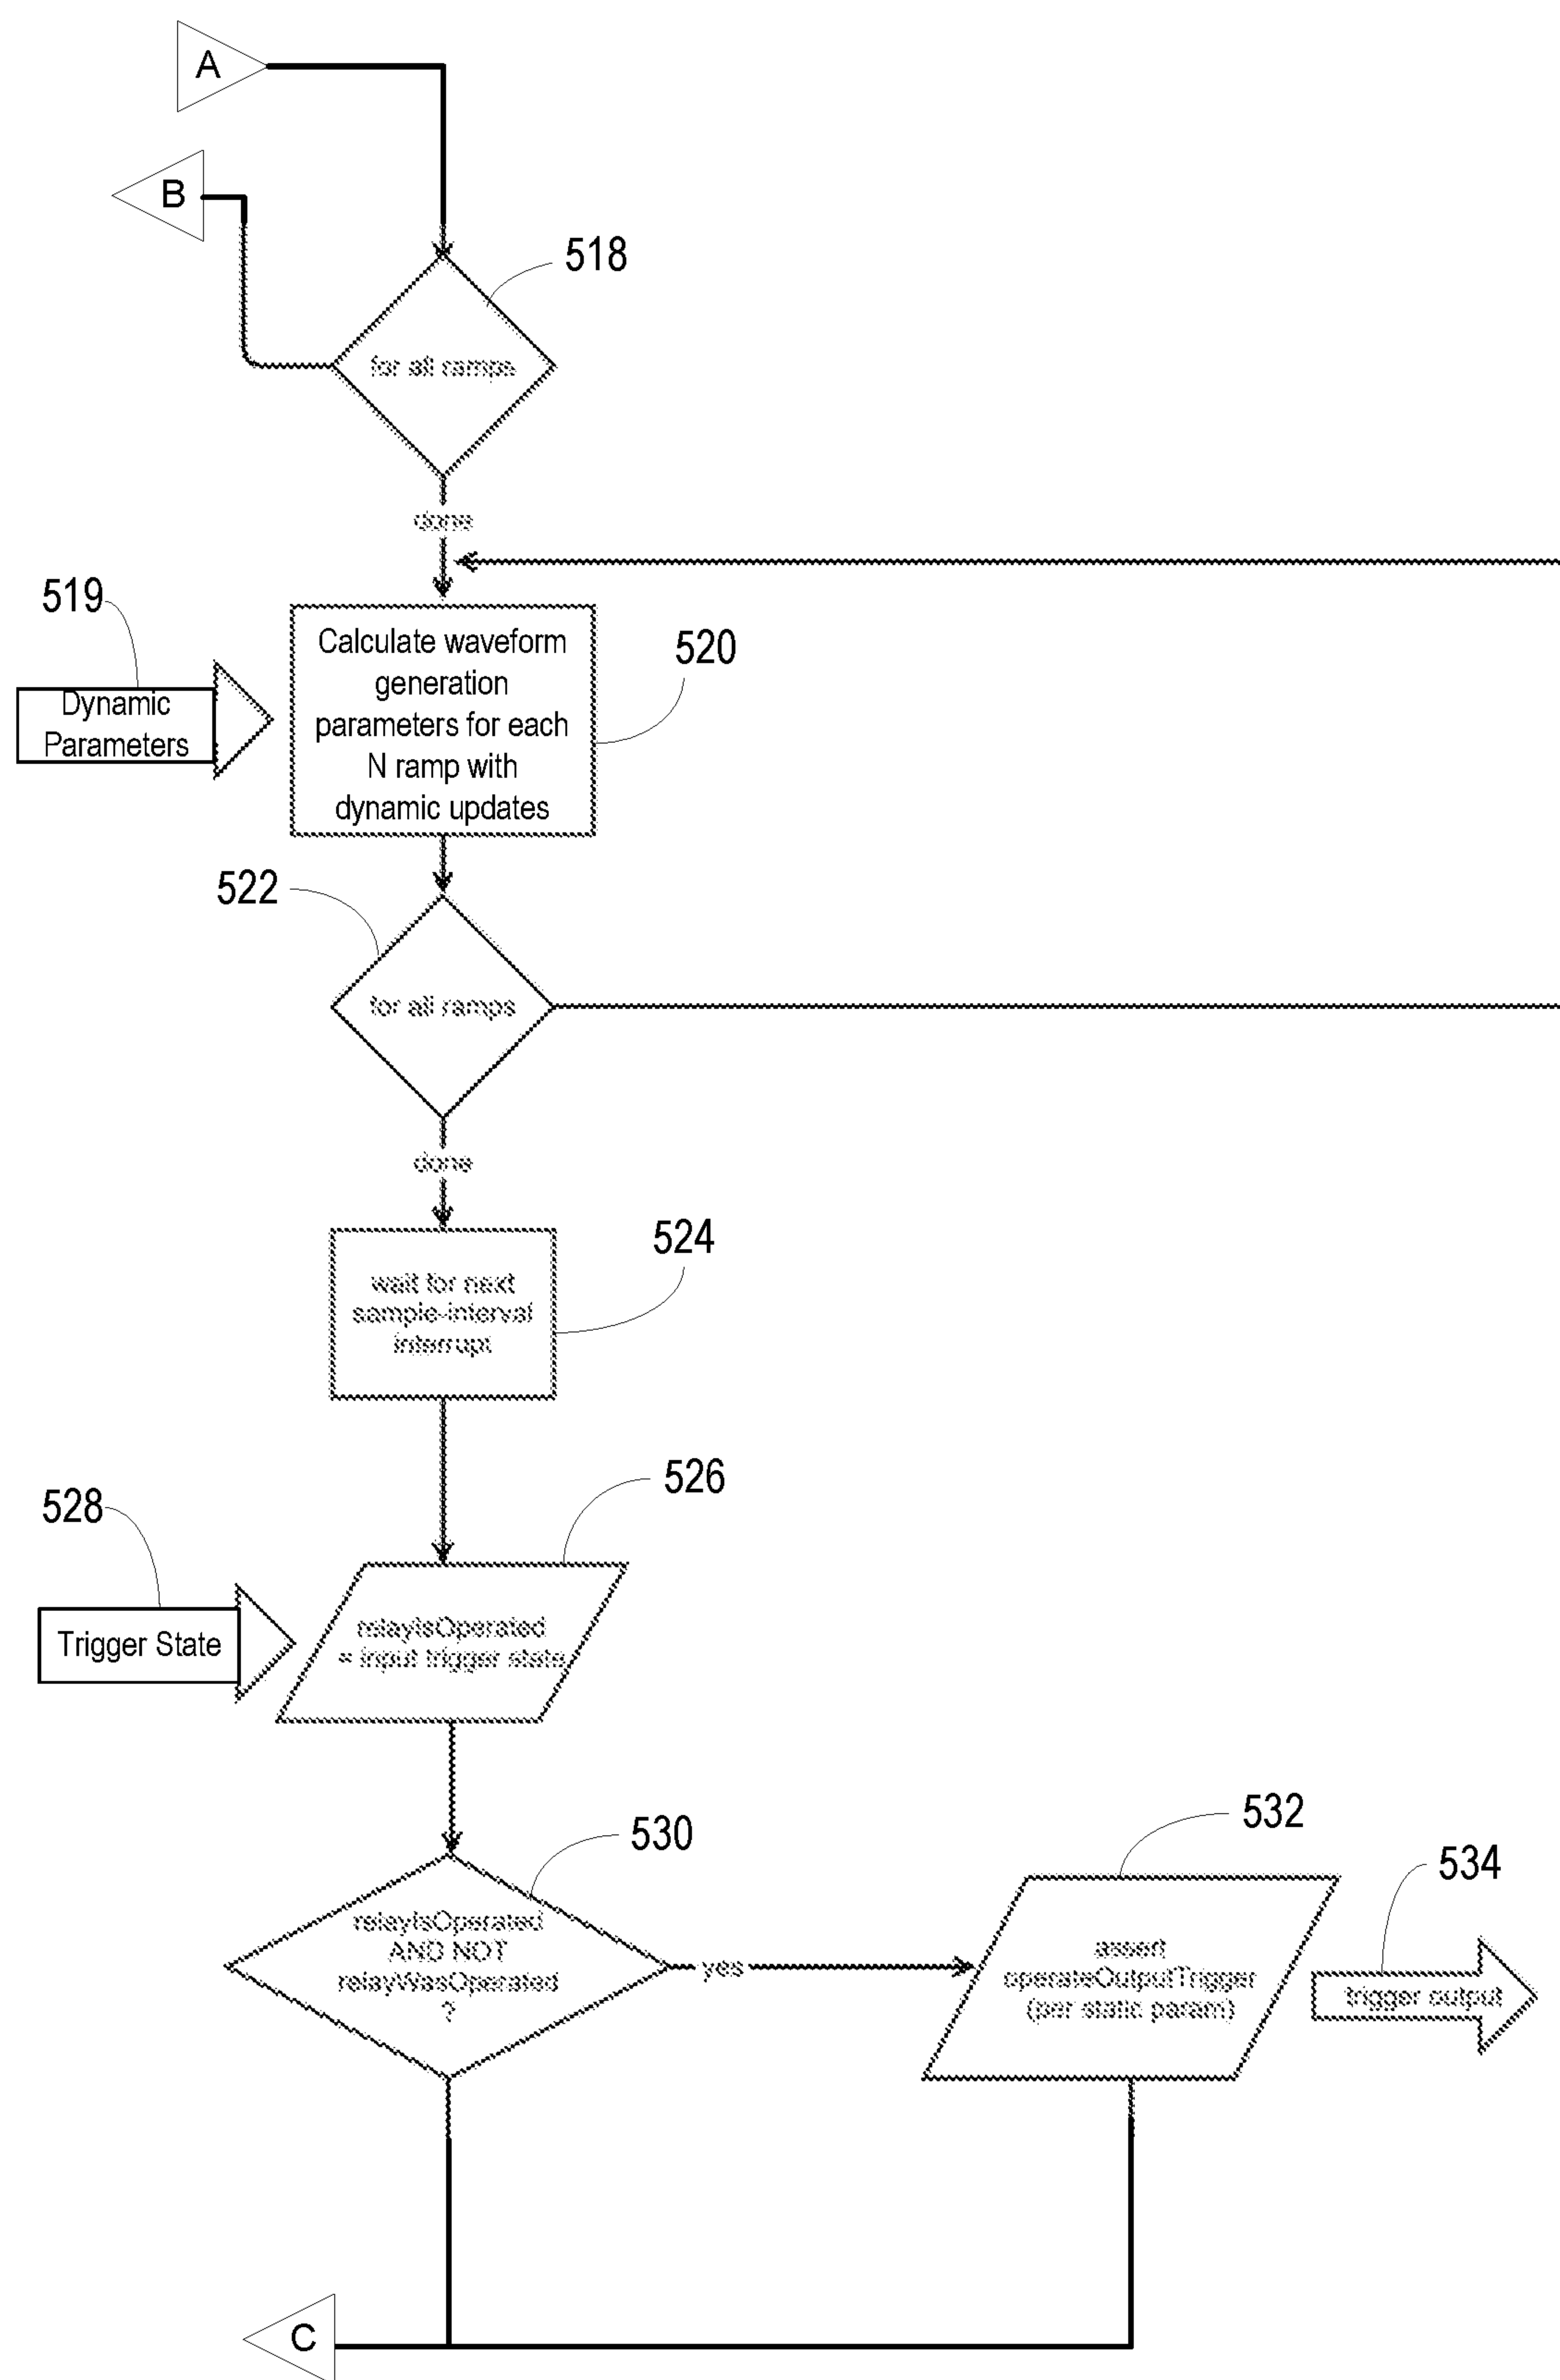 A
B
518
for all ramps
done
519
Dynamic
Parameters
520
Calculate waveform
generation
parameters for each
N ramp with
dynamic updates
522
for all ramps
done
524
wait for next
sample-interval
interrupt
526
528
Trigger State
relayIsOperated
= input trigger state
530
relayIsOperated
AND NOT
relayWasOperated
?
yes
532
assert
operateOutputTrigger
(per static param)
534
trigger output
C